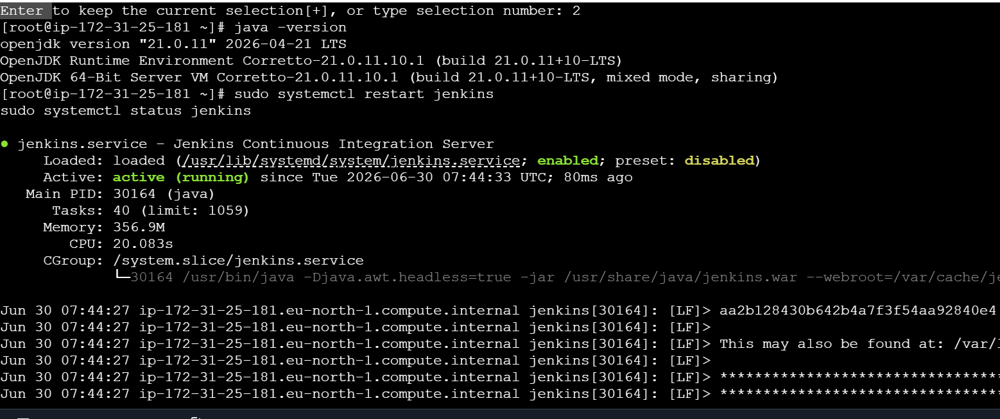 Enter to keep the current selection[+], or type selection number: 2
[root@ip-172-31-25-181 ~]# java -version
openjdk version "21.0.11" 2026-04-21 LTS
OpenJDK Runtime Environment Corretto-21.0.11.10.1 (build 21.0.11+10-LTS)
OpenJDK 64-Bit Server VM Corretto-21.0.11.10.1 (build 21.0.11+10-LTS, mixed mode, sharing)
[root@ip-172-31-25-181 ~]# sudo systemctl restart jenkins
sudo systemctl status jenkins
● jenkins.service - Jenkins Continuous Integration Server
Loaded: loaded (/usr/lib/systemd/system/jenkins.service; enabled; preset: disabled)
Active: active (running) since Tue 2026-06-30 07:44:33 UTC; 80ms ago
Main PID: 30164 (java)
Tasks: 40 (limit: 1059)
Memory: 356.9M
CPU: 20.083s
CGroup: /system.slice/jenkins.service
└─30164 /usr/bin/java -Djava.awt.headless=true -jar /usr/share/java/jenkins.war --webroot=/var/cache/je
Jun 30 07:44:27 ip-172-31-25-181.eu-north-1.compute.internal jenkins[30164]: [LF]> aa2b128430b642b4a7f3f54aa92840e4
Jun 30 07:44:27 ip-172-31-25-181.eu-north-1.compute.internal jenkins[30164]: [LF]>
Jun 30 07:44:27 ip-172-31-25-181.eu-north-1.compute.internal jenkins[30164]: [LF]> This may also be found at: /var/l
Jun 30 07:44:27 ip-172-31-25-181.eu-north-1.compute.internal jenkins[30164]: [LF]>
Jun 30 07:44:27 ip-172-31-25-181.eu-north-1.compute.internal jenkins[30164]: [LF]> *********************************
Jun 30 07:44:27 ip-172-31-25-181.eu-north-1.compute.internal jenkins[30164]: [LF]> *********************************